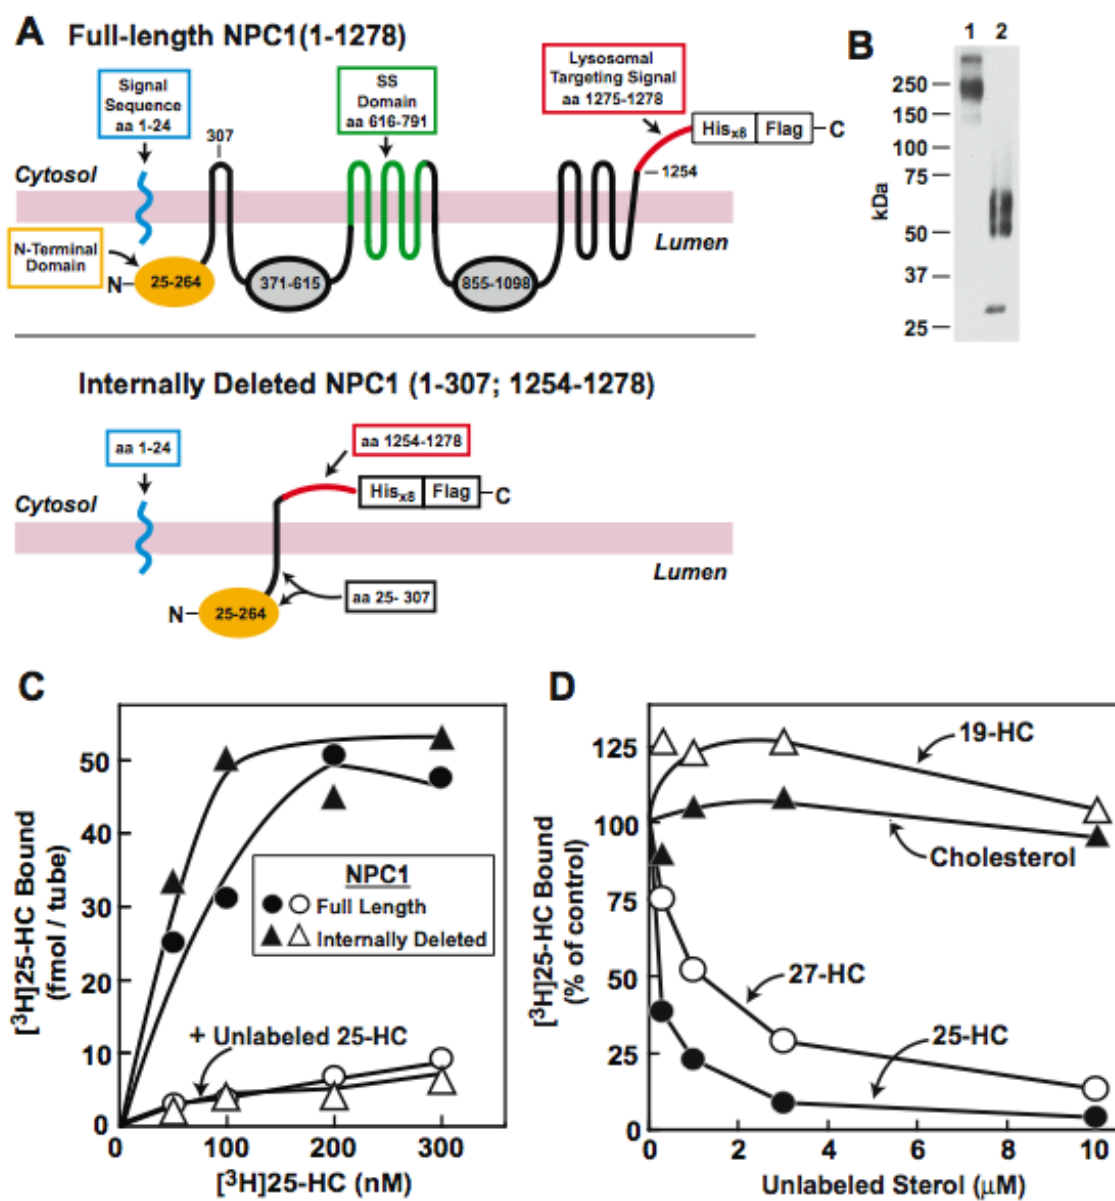 A Full-length NPC1(1-1278)
Signal
Sequence
aa 1-24
307
SS
Domain
aa 616-791
Lysosomal
Targeting Signal
aa 1275-1278
Hisx8 Flag C
1254
Cytosol
Lumen
N-Terminal
Domain
N 25-264
371-615
855-1098
B
1 2
250
150
100
75
50
37
25
kDa
Internally Deleted NPC1 (1-307; 1254-1278)
aa 1-24
aa 1254-1278
Hisx8 Flag C
Cytosol
Lumen
N 25-264
aa 25- 307
C
[³H]25-HC Bound
(fmol / tube)
50
40
30
20
10
0
NPC1
Full Length
Internally Deleted
+ Unlabeled 25-HC
0 100 200 300
[³H]25-HC (nM)
D
[³H]25-HC Bound
(% of control)
125
100
75
50
25
0
19-HC
Cholesterol
27-HC
25-HC
0 2 4 6 8 10
Unlabeled Sterol (μM)